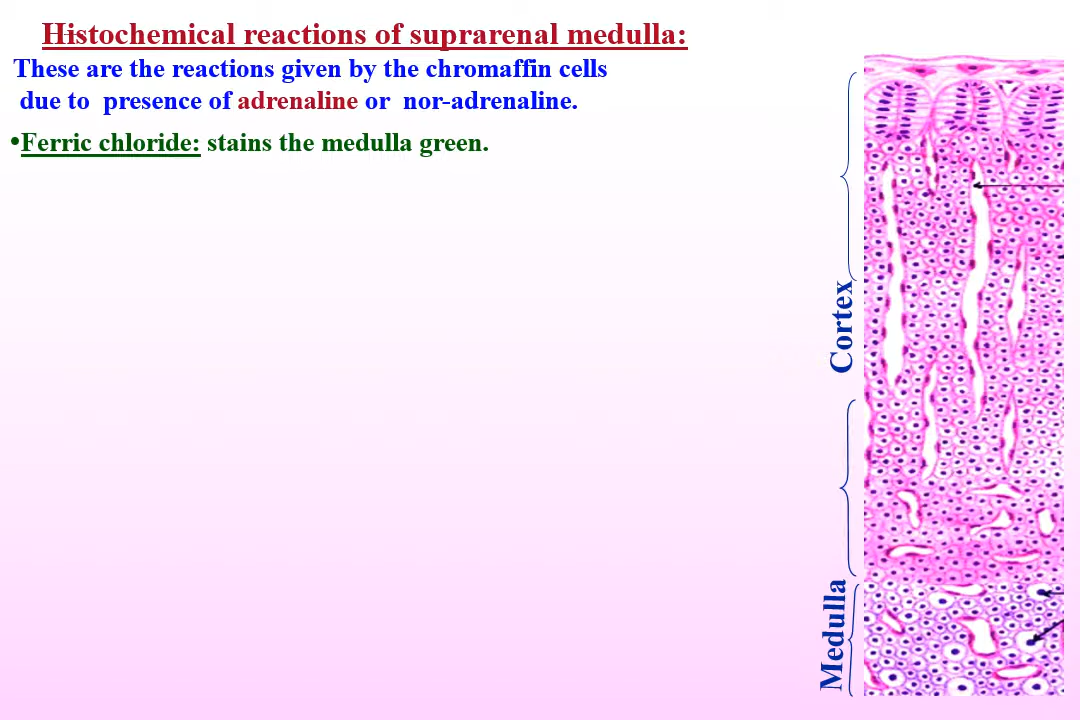 Histochemical reactions of suprarenal medulla:
These are the reactions given by the chromaffin cells
due to presence of adrenaline or nor-adrenaline.
•Ferric chloride: stains the medulla green.
Cortex
Medulla